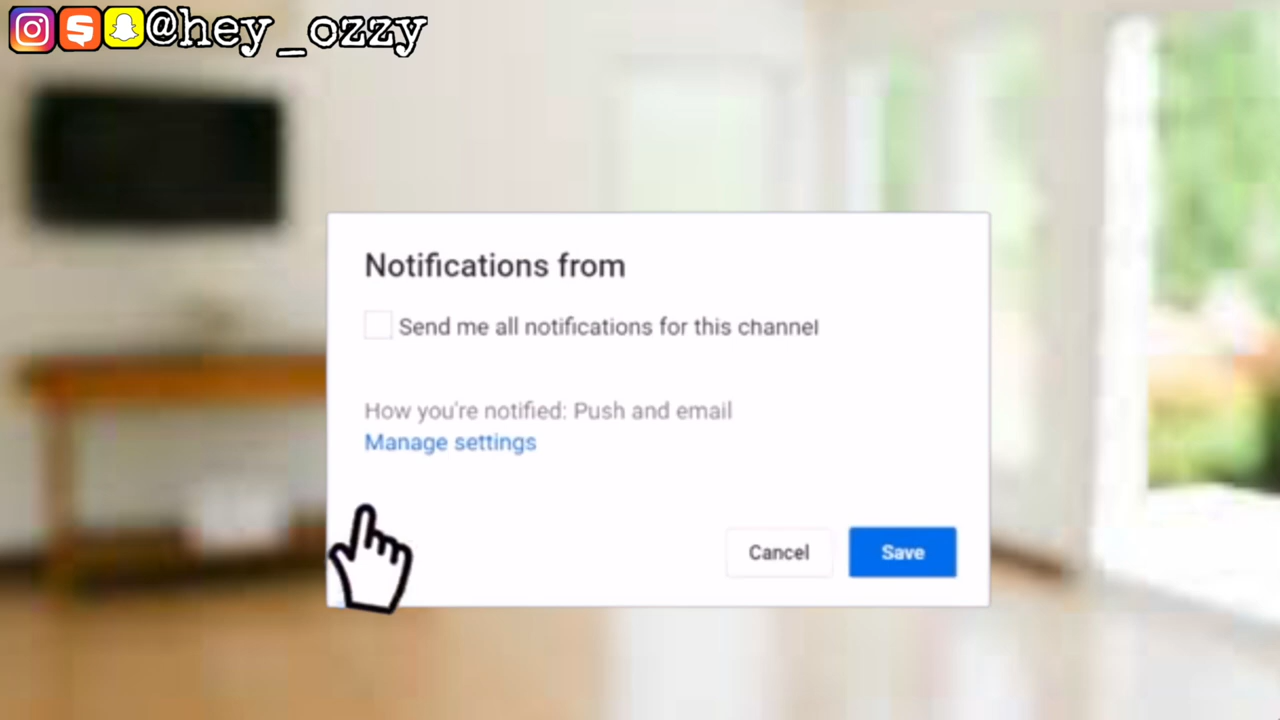 @hey_ozzy
Notifications from
Send me all notifications for this channel
How you're notified: Push and email
Manage settings
Cancel
Save